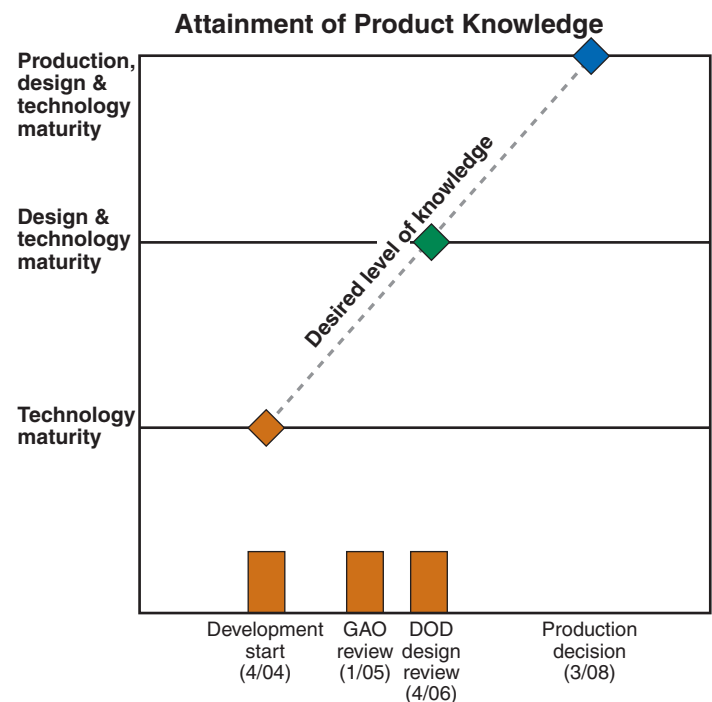 Attainment of Product Knowledge
Production,
design &
technology
maturity
Design &
technology
maturity
Technology
maturity
Desired level of knowledge
Development
start
(4/04)
GAO
review
(1/05)
DOD
design
review
(4/06)
Production
decision
(3/08)